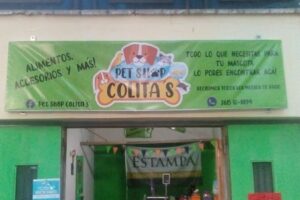 ALIMENTOS,
ACCESORIOS Y MÁS!
PET SHOP
COLITA'S
TODO LO QUE NECESITAS PARA
TU MASCOTA
LO PODES ENCONTRAR ACA!
PET SHOP COLITA'S
ESTAMPA